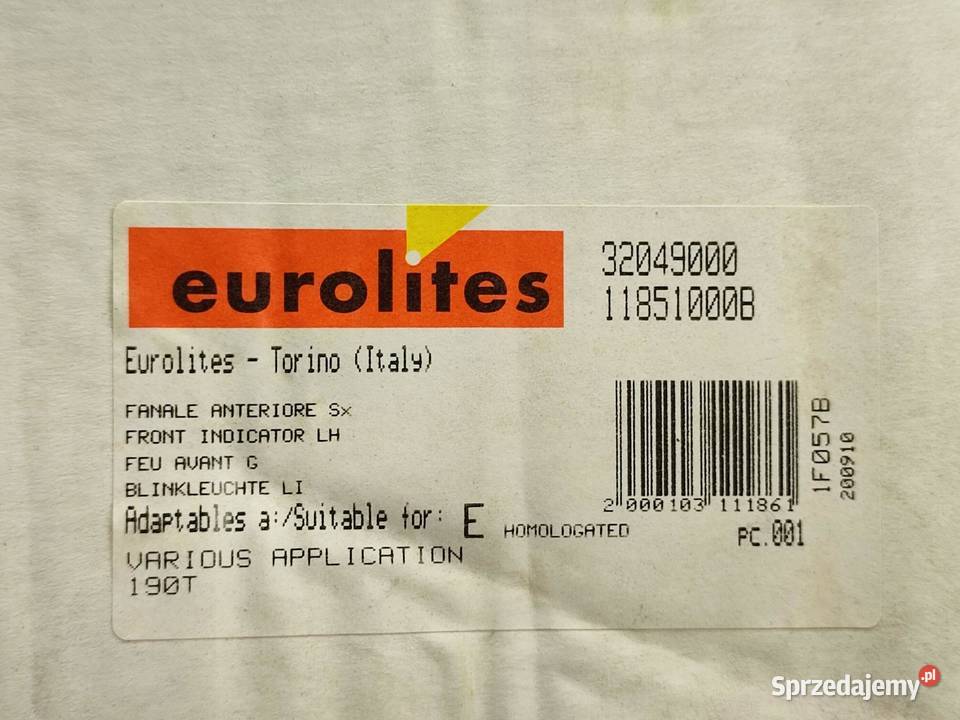 eurolites
32049000
11851000B
Eurolites - Torino (Italy)
FANALE ANTERIORE Sx
FRONT INDICATOR LH
FEU AVANT G
BLINKLEUCHTE LI
Adaptables a:/Suitable for: E HOMOLOGATED
VARIOUS APPLICATION
190T
2 000103 111861
PC.001
1F057B
200910
Sprzedajemy.pl